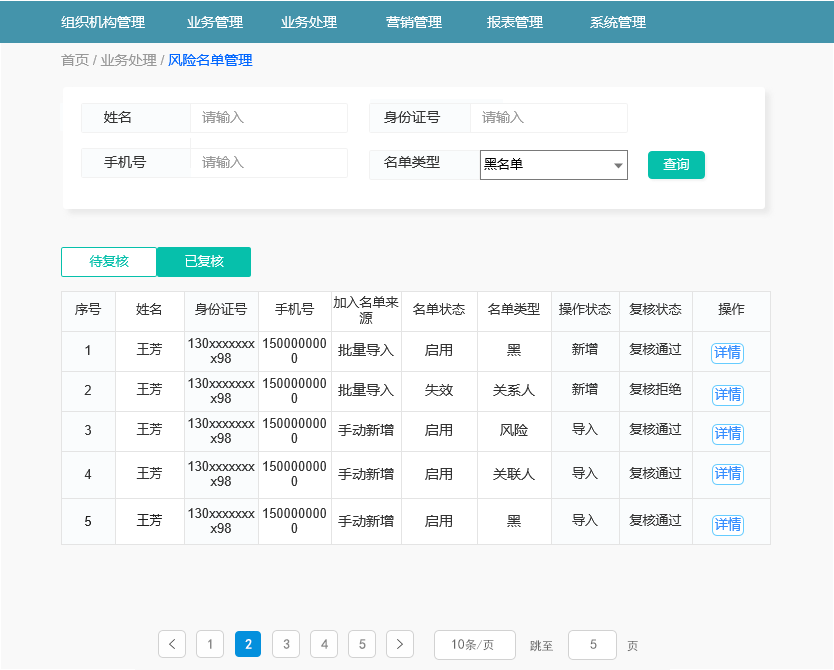 组织机构管理 业务管理 业务处理 营销管理 报表管理 系统管理
首页 / 业务处理 / 风险名单管理
姓名 请输入 身份证号 请输入
手机号 请输入 名单类型 黑名单 查询
待复核 已复核
序号 姓名 身份证号 手机号 加入名单来源 名单状态 名单类型 操作状态 复核状态 操作
1 王芳 130xxxxxxxx98 1500000000 批量导入 启用 黑 新增 复核通过 详情
2 王芳 130xxxxxxxx98 1500000000 批量导入 失效 关系人 新增 复核拒绝 详情
3 王芳 130xxxxxxxx98 1500000000 手动新增 启用 风险 导入 复核通过 详情
4 王芳 130xxxxxxxx98 1500000000 手动新增 启用 关联人 导入 复核通过 详情
5 王芳 130xxxxxxxx98 1500000000 手动新增 启用 黑 导入 复核通过 详情
< 1 2 3 4 5 > 10条/页 跳至 5 页